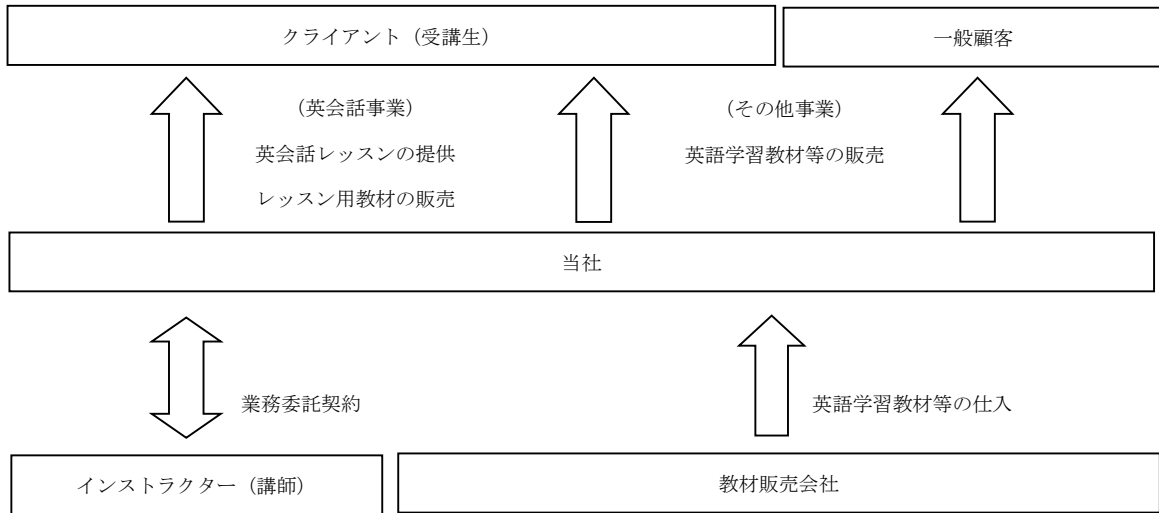 クライアント（受講生）
一般顧客
（英会話事業）
英会話レッスンの提供
レッスン用教材の販売
（その他事業）
英語学習教材等の販売
当社
業務委託契約
英語学習教材等の仕入
インストラクター（講師）
教材販売会社